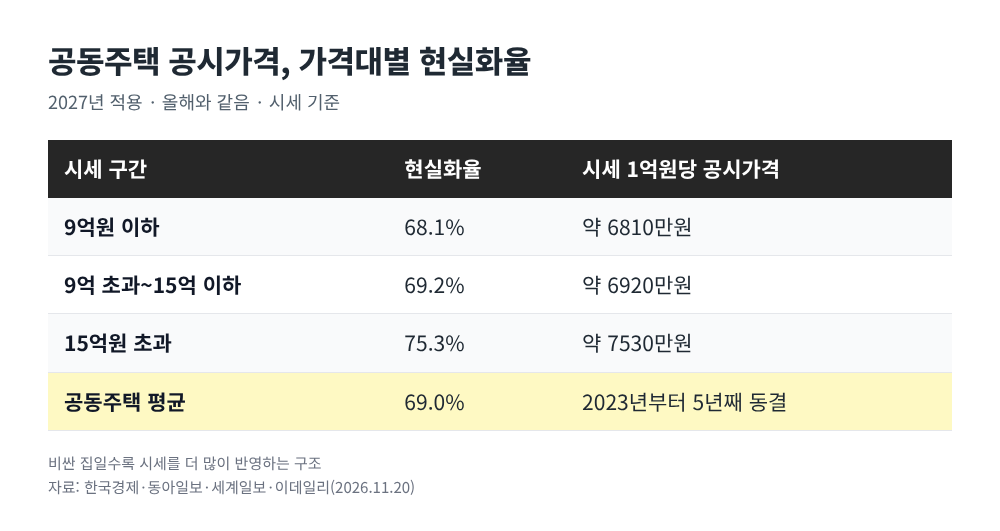 공동주택 공시가격, 가격대별 현실화율
2027년 적용 · 올해와 같음 · 시세 기준
시세 구간 현실화율 시세 1억원당 공시가격
9억원 이하 68.1% 약 6810만원
9억 초과~15억 이하 69.2% 약 6920만원
15억원 초과 75.3% 약 7530만원
공동주택 평균 69.0% 2023년부터 5년째 동결
비싼 집일수록 시세를 더 많이 반영하는 구조
자료: 한국경제·동아일보·세계일보·이데일리(2026.11.20)